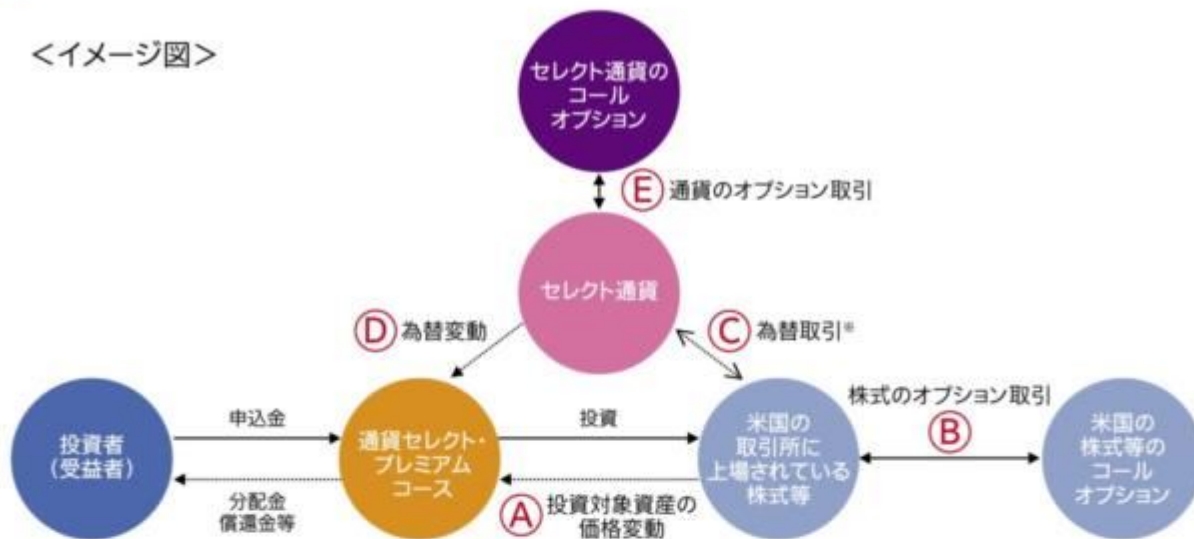 <イメージ図>
セレクト通貨の
コール
オプション
Ⓔ 通貨のオプション取引
セレクト通貨
Ⓓ 為替変動
Ⓒ 為替取引※
株式のオプション取引
Ⓑ
投資者
(受益者)
申込金
分配金
償還金等
通貨セレクト・
プレミアム
コース
投資
Ⓐ 投資対象資産の
価格変動
米国の
取引所に
上場されている
株式等
米国の
株式等の
コール
オプション